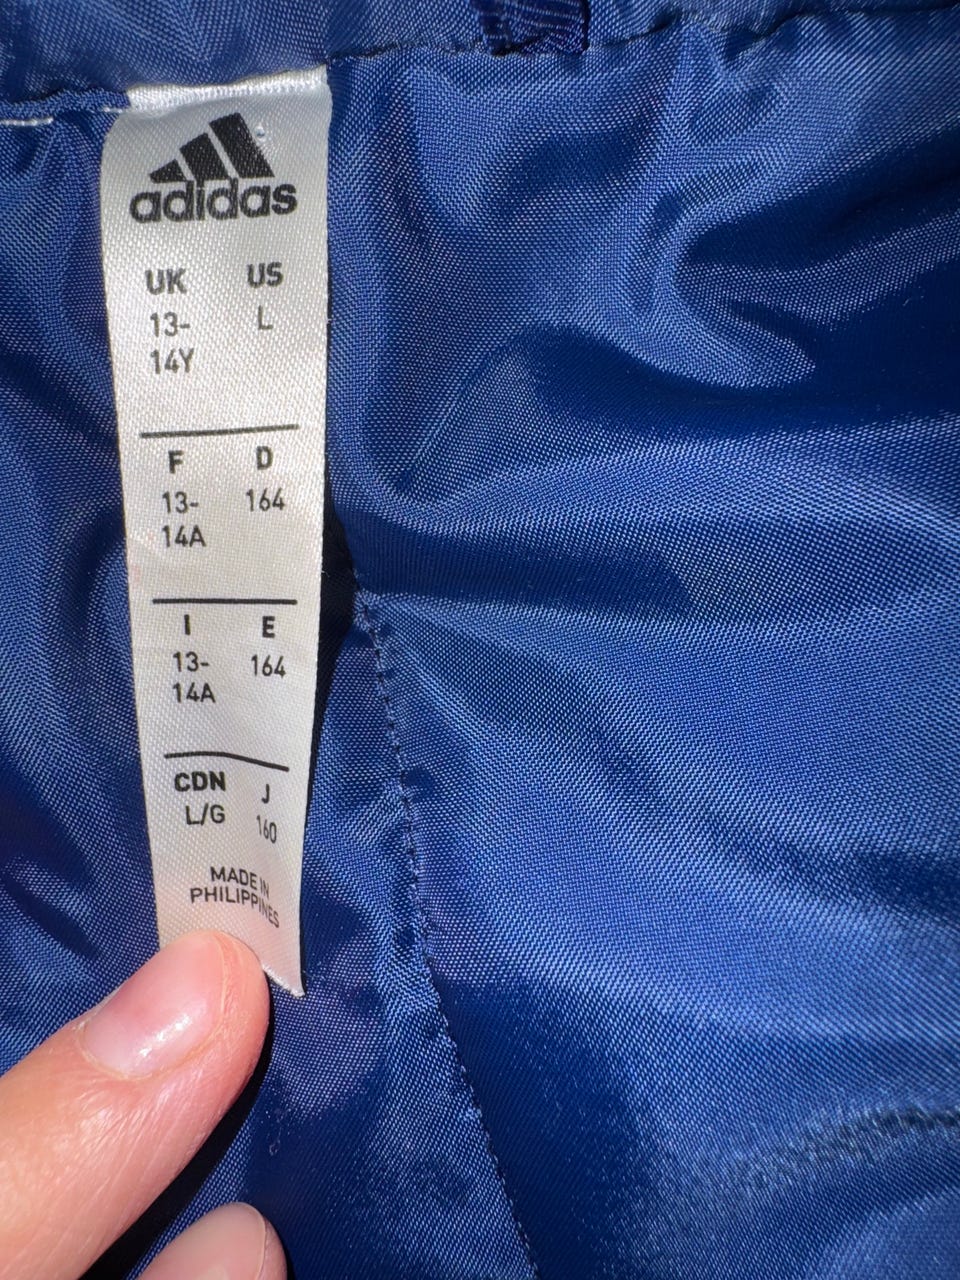 adidas
UK US
13- L
14Y
F D
13- 164
14A
I E
13- 164
14A
CDN J
L/G 160
MADE IN
PHILIPPINES